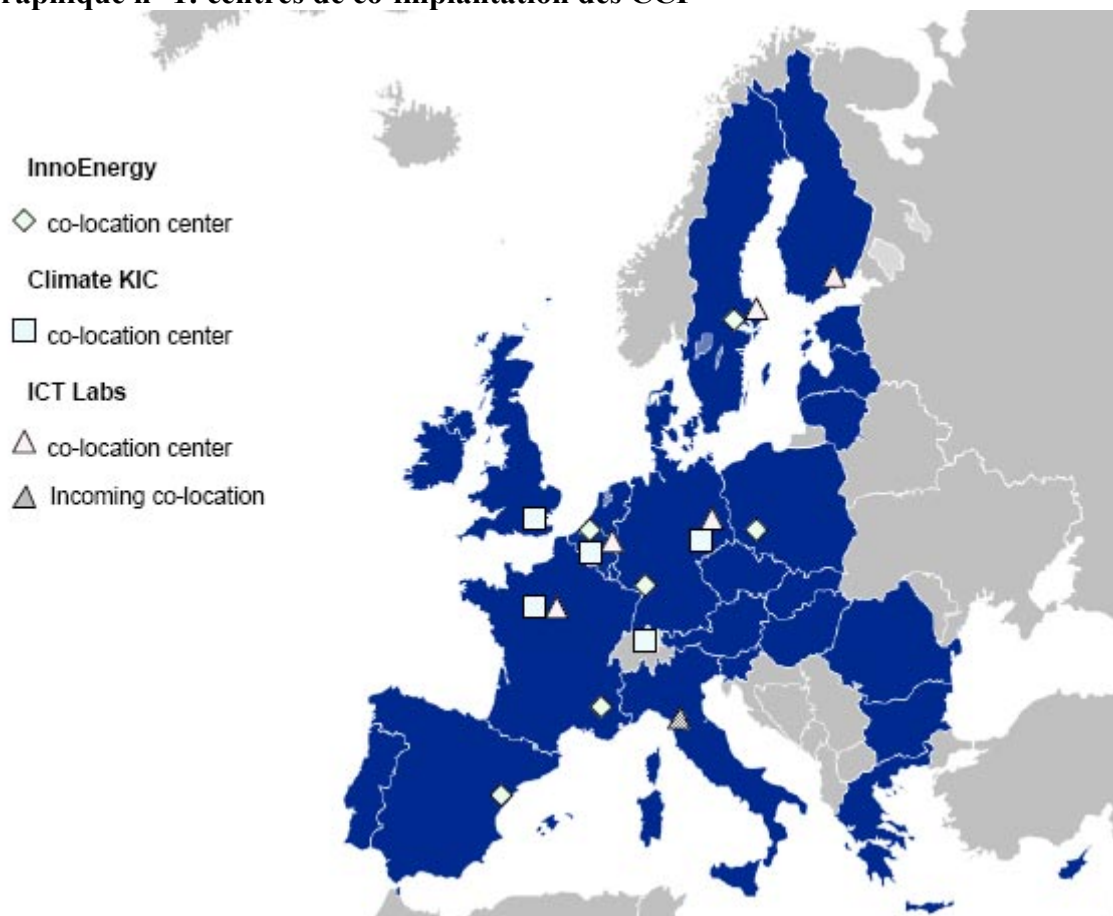 raphique n° 1: centres de co-implantation des CCI
InnoEnergy
co-location center
Climate KIC
co-location center
ICT Labs
co-location center
Incoming co-location